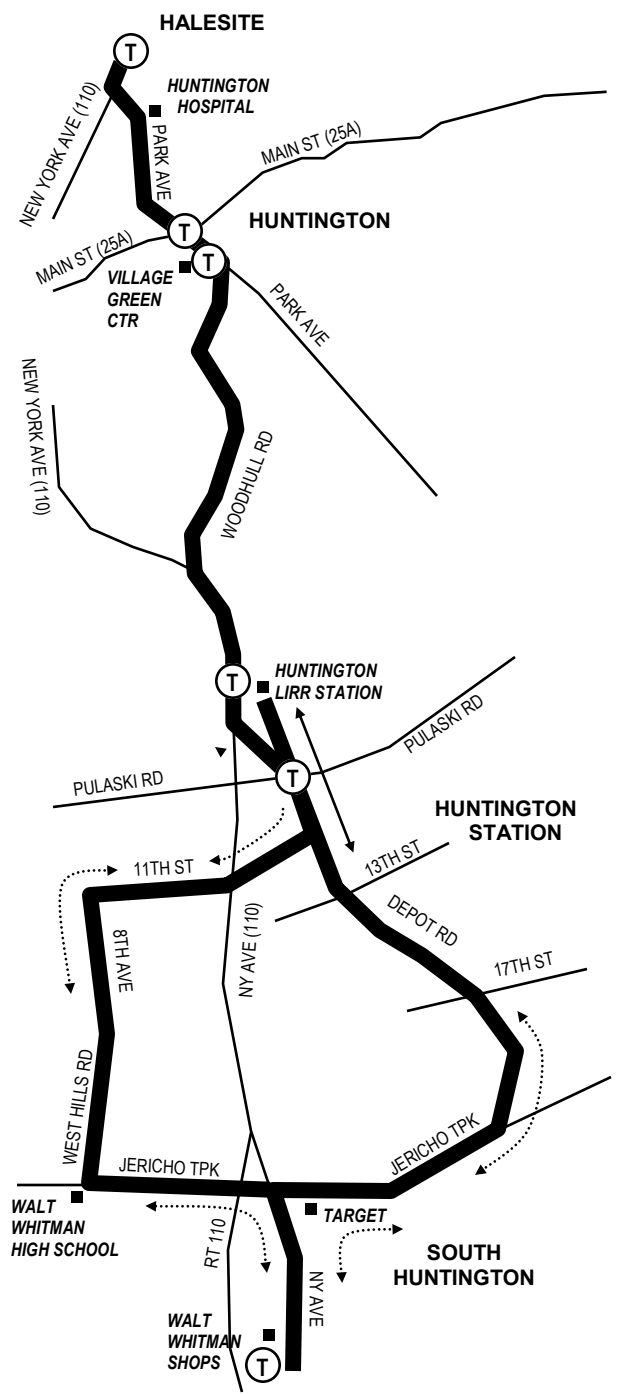 HALESITE
T
HUNTINGTON
HOSPITAL
NEW YORK AVE (110)
PARK AVE
MAIN ST (25A)
HUNTINGTON
T
MAIN ST (25A)
T
VILLAGE
GREEN
CTR
PARK AVE
NEW YORK AVE (110)
WOODHULL RD
T
HUNTINGTON
LIRR STATION
PULASKI RD
PULASKI RD
T
HUNTINGTON
STATION
11TH ST
13TH ST
8TH AVE
NY AVE (110)
DEPOT RD
17TH ST
WEST HILLS RD
JERICHO TPK
JERICHO TPK
WALT
WHITMAN
HIGH SCHOOL
RT 110
TARGET
SOUTH
HUNTINGTON
NY AVE
WALT
WHITMAN
SHOPS
T